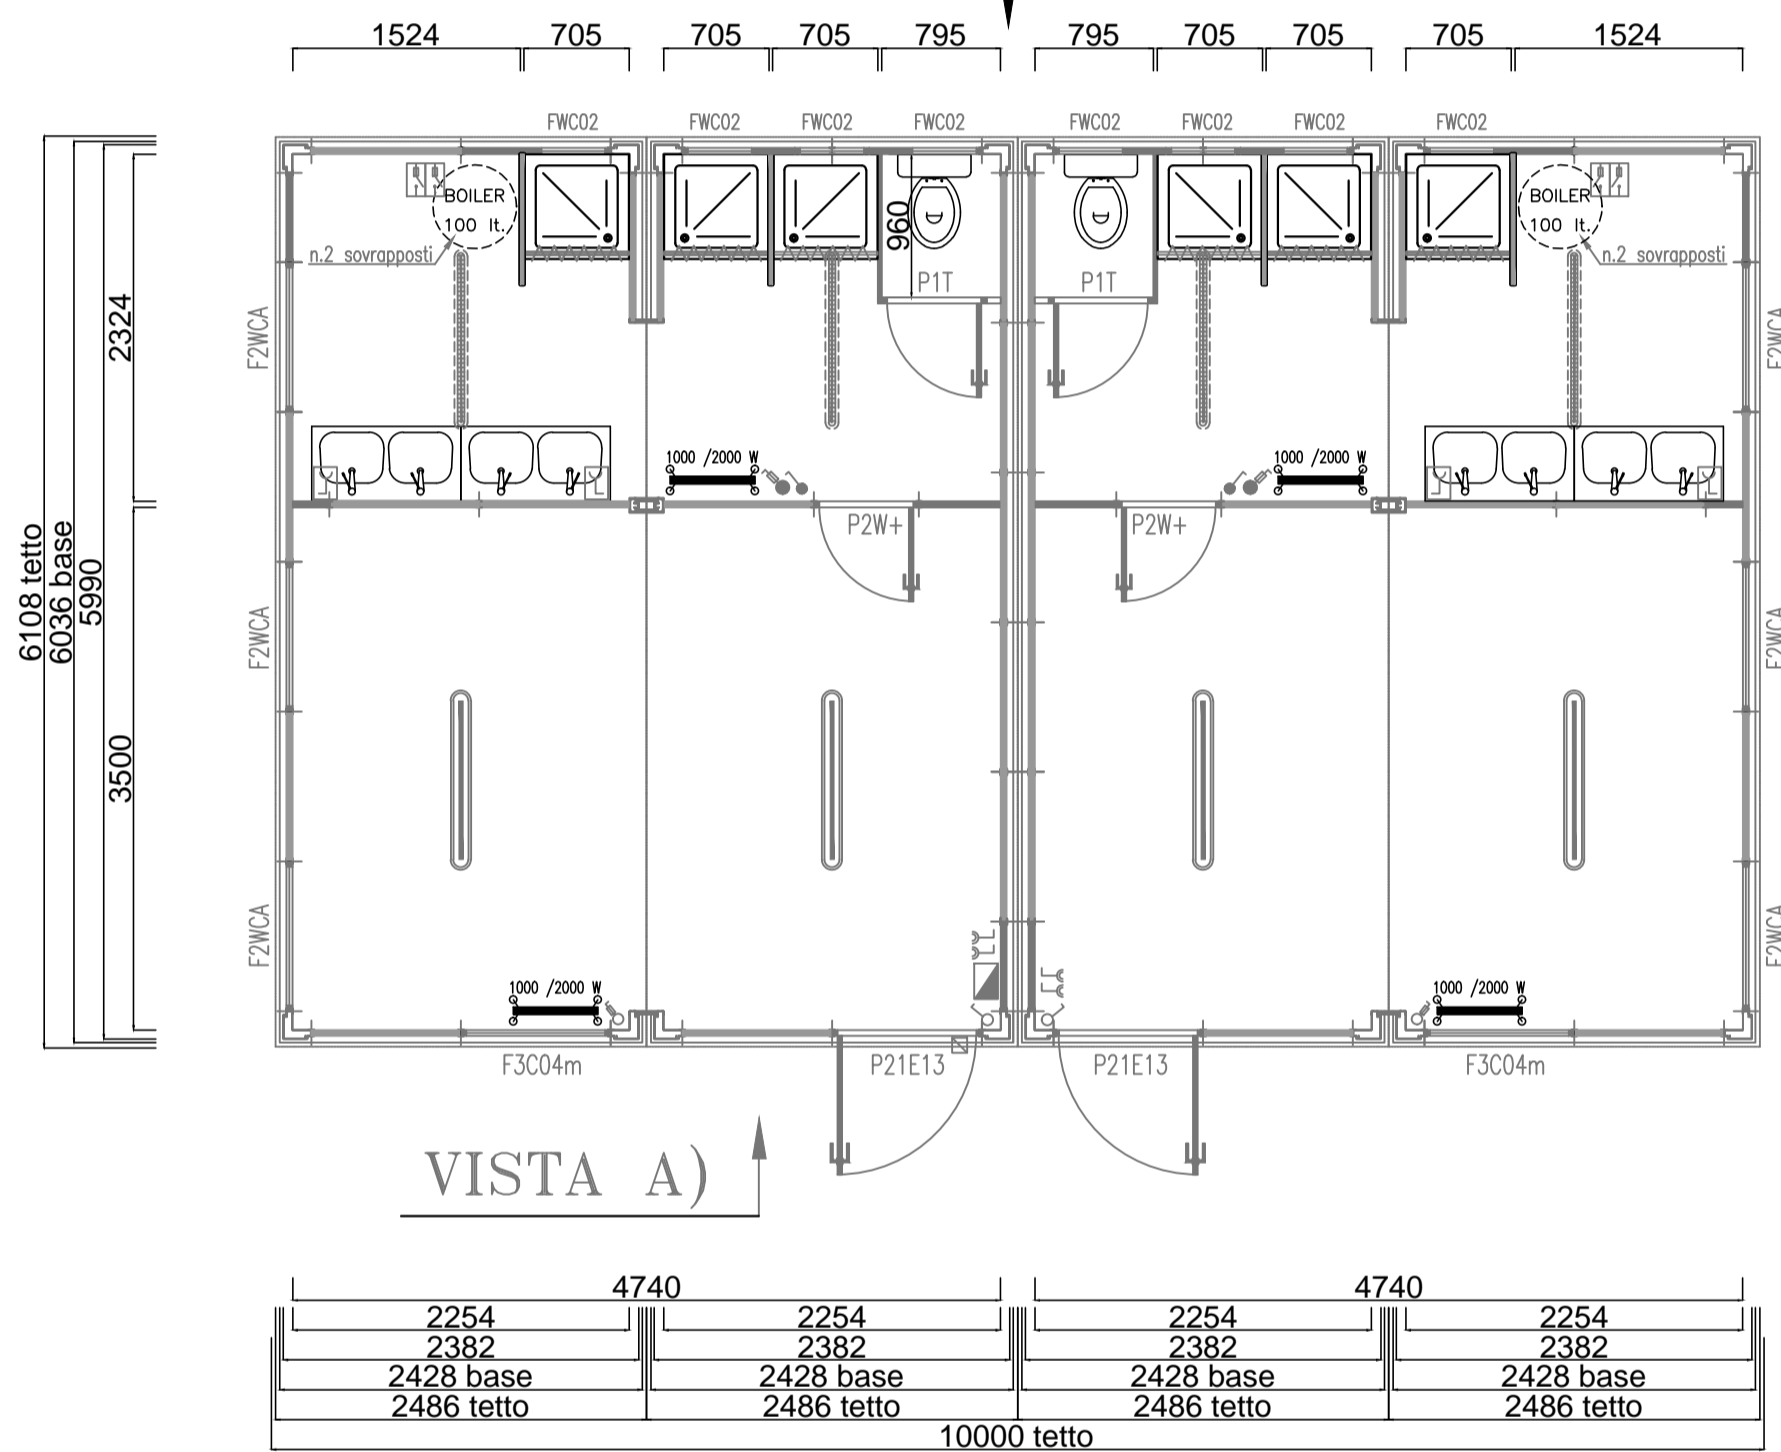 1524 705 705 705 795 795 705 705 705 1524
FWC02 FWC02 FWC02 FWC02 FWC02 FWC02 FWC02 FWC02
BOILER
100 lt.
n.2 sovrapposti
BOILER
100 lt.
n.2 sovrapposti
960
P1T P1T
F2WCA F2WCA
2324
1000 /2000 W 1000 /2000 W
P2W+ P2W+
6108 tetto
6036 base
5990
3500
F2WCA F2WCA
F2WCA F2WCA
1000 /2000 W 1000 /2000 W
F3C04m P21E13 P21E13 F3C04m
VISTA A)
4740 4740
2254 2254 2254 2254
2382 2382 2382 2382
2428 base 2428 base 2428 base 2428 base
2486 tetto 2486 tetto 2486 tetto 2486 tetto
10000 tetto